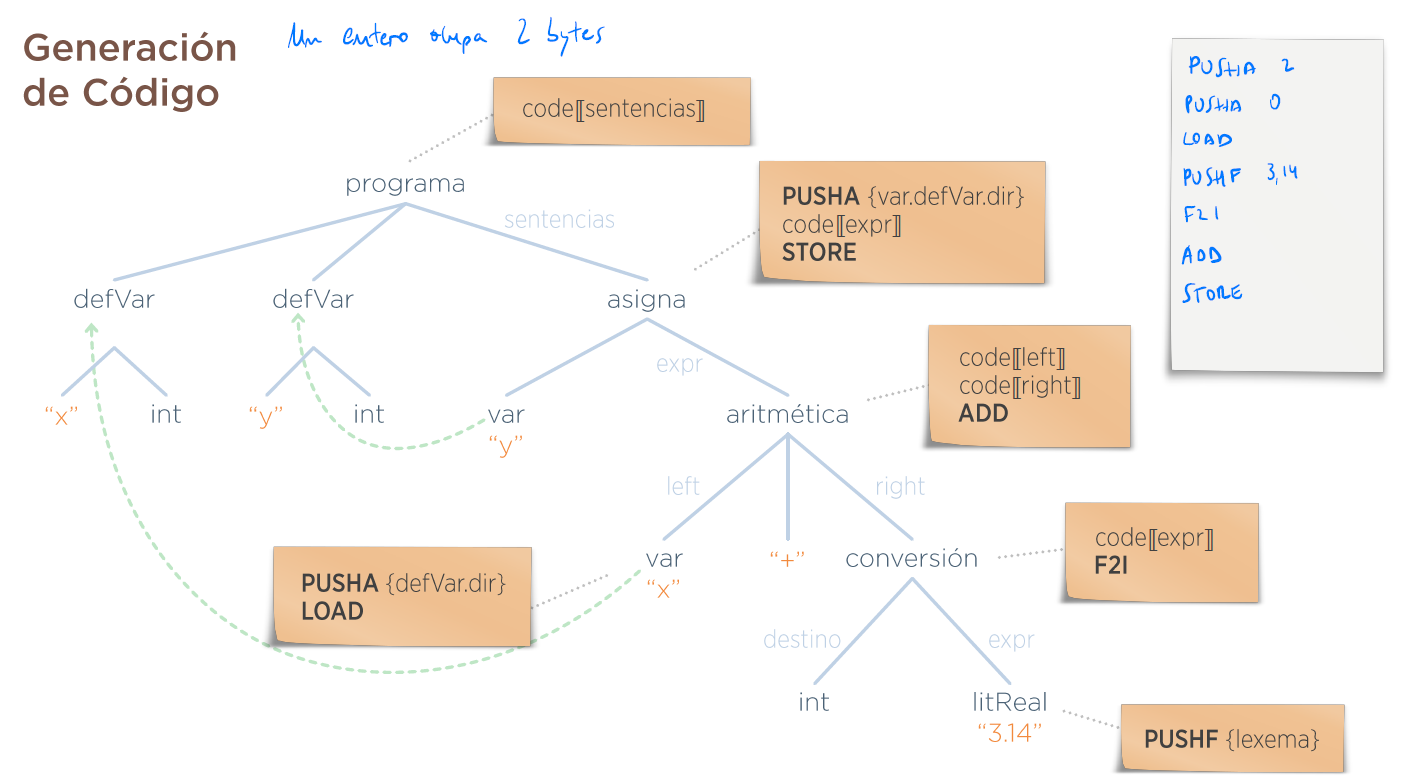 Generación
de Código
Un entero ocupa 2 bytes
code⟦sentencias⟧
programa
sentencias
PUSHA {var.defVar.dir}
code⟦expr⟧
STORE
defVar
defVar
asigna
expr
"x"
int
"y"
int
var
"y"
aritmética
code⟦left⟧
code⟦right⟧
ADD
left
right
var
"x"
"+"
conversión
code⟦expr⟧
F2I
PUSHA {defVar.dir}
LOAD
destino
expr
int
litReal
"3.14"
PUSHF {lexema}
PUSHA 2
PUSHA 0
LOAD
PUSHF 3,14
F2I
ADD
STORE